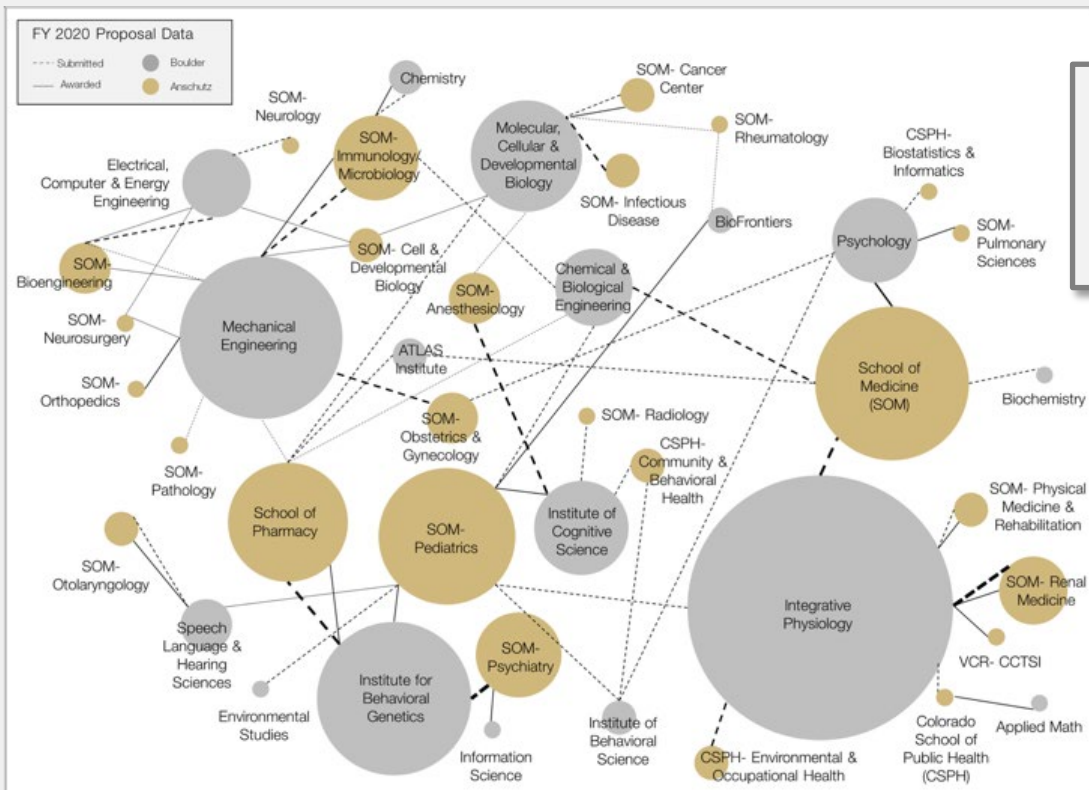 FY 2020 Proposal Data
Submitted
Boulder
Awarded
Anschutz
Chemistry
SOM- Cancer
Center
SOM-
Neurology
SOM-
Immunology/
Microbiology
Molecular,
Cellular &
Developmental
Biology
SOM-
Rheumatology
CSPH-
Biostatistics &
Informatics
Electrical,
Computer & Energy
Engineering
SOM- Infectious
Disease
BioFrontiers
Psychology
SOM-
Pulmonary
Sciences
SOM-
Bioengineering
SOM- Cell &
Developmental
Biology
SOM-
Anesthesiology
Chemical &
Biological
Engineering
SOM-
Neurosurgery
Mechanical
Engineering
ATLAS
Institute
School of
Medicine
(SOM)
Biochemistry
SOM-
Orthopedics
SOM-
Obstetrics &
Gynecology
SOM- Radiology
SOM-
Pathology
CSPH-
Community &
Behavioral
Health
School of
Pharmacy
SOM-
Pediatrics
Institute of
Cognitive
Science
SOM- Physical
Medicine &
Rehabilitation
SOM-
Otolaryngology
Integrative
Physiology
SOM- Renal
Medicine
Speech
Language &
Hearing
Sciences
SOM-
Psychiatry
VCR- CCTSI
Institute for
Behavioral
Genetics
Environmental
Studies
Information
Science
Institute of
Behavioral
Science
CSPH- Environmental &
Occupational Health
Colorado
School of
Public Health
(CSPH)
Applied Math